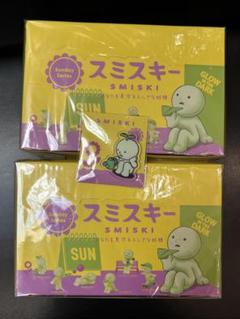 Sunday
Series
スミスキー
SMISKI
GLOW
IN THE
DARK
SUN
SMISKI
Sunday
Series
スミスキー
SMISKI
GLOW
IN THE
DARK
SUN